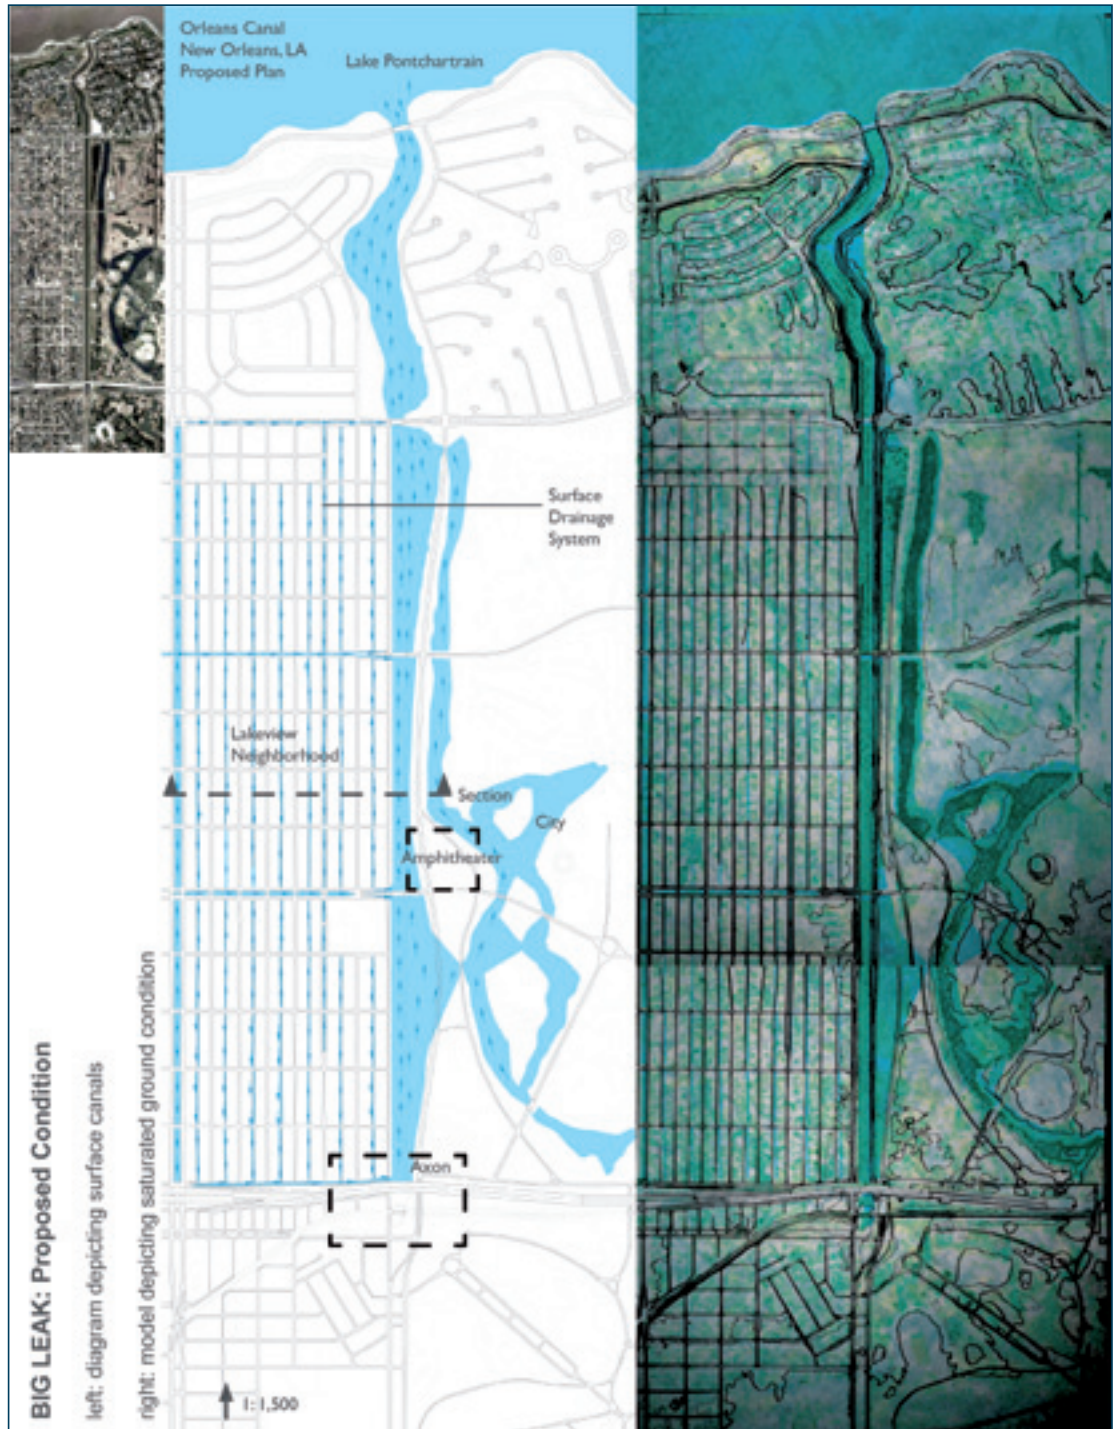 Orleans Canal
New Orleans, LA
Proposed Plan
Lake Pontchartrain
Surface
Drainage
System
Lakeview
Neighborhood
Section
City
Amphitheater
Axon
1:1,500
BIG LEAK: Proposed Condition
left: diagram depicting surface canals
right: model depicting saturated ground condition